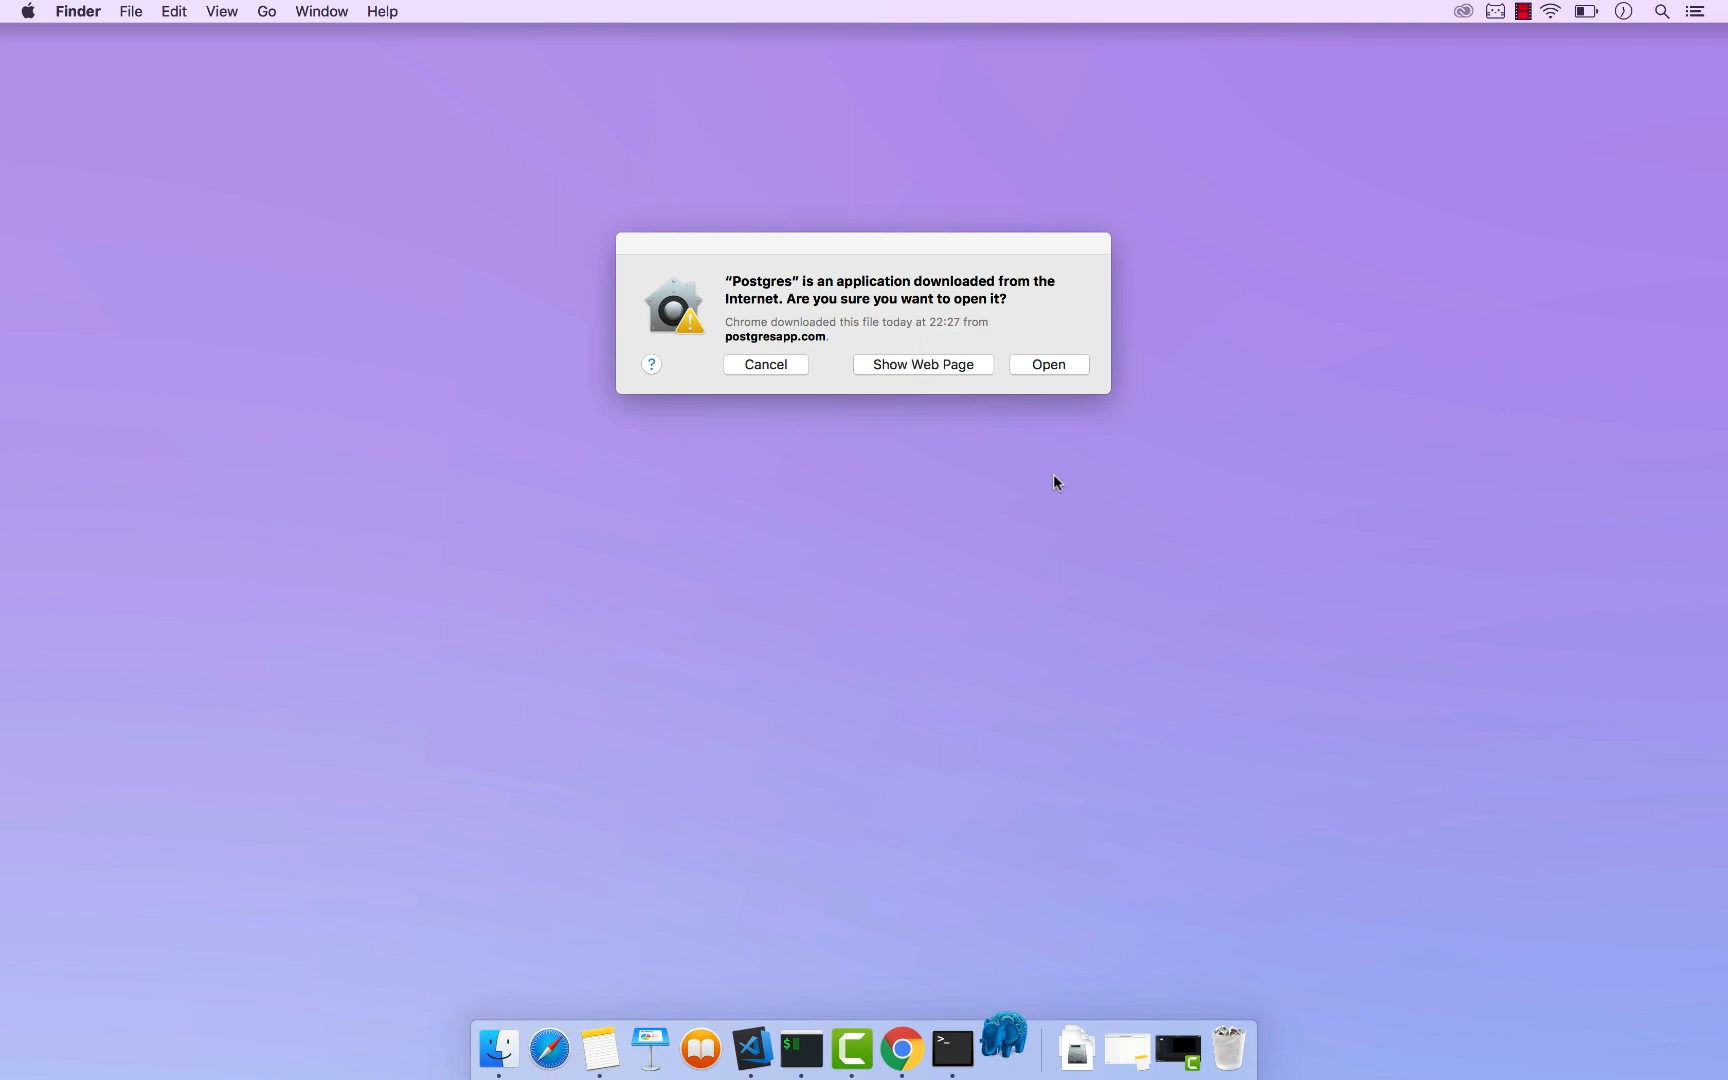 Finder File Edit View Go Window Help
“Postgres” is an application downloaded from the
Internet. Are you sure you want to open it?
Chrome downloaded this file today at 22:27 from
postgresapp.com.
? Cancel Show Web Page Open
$
>_